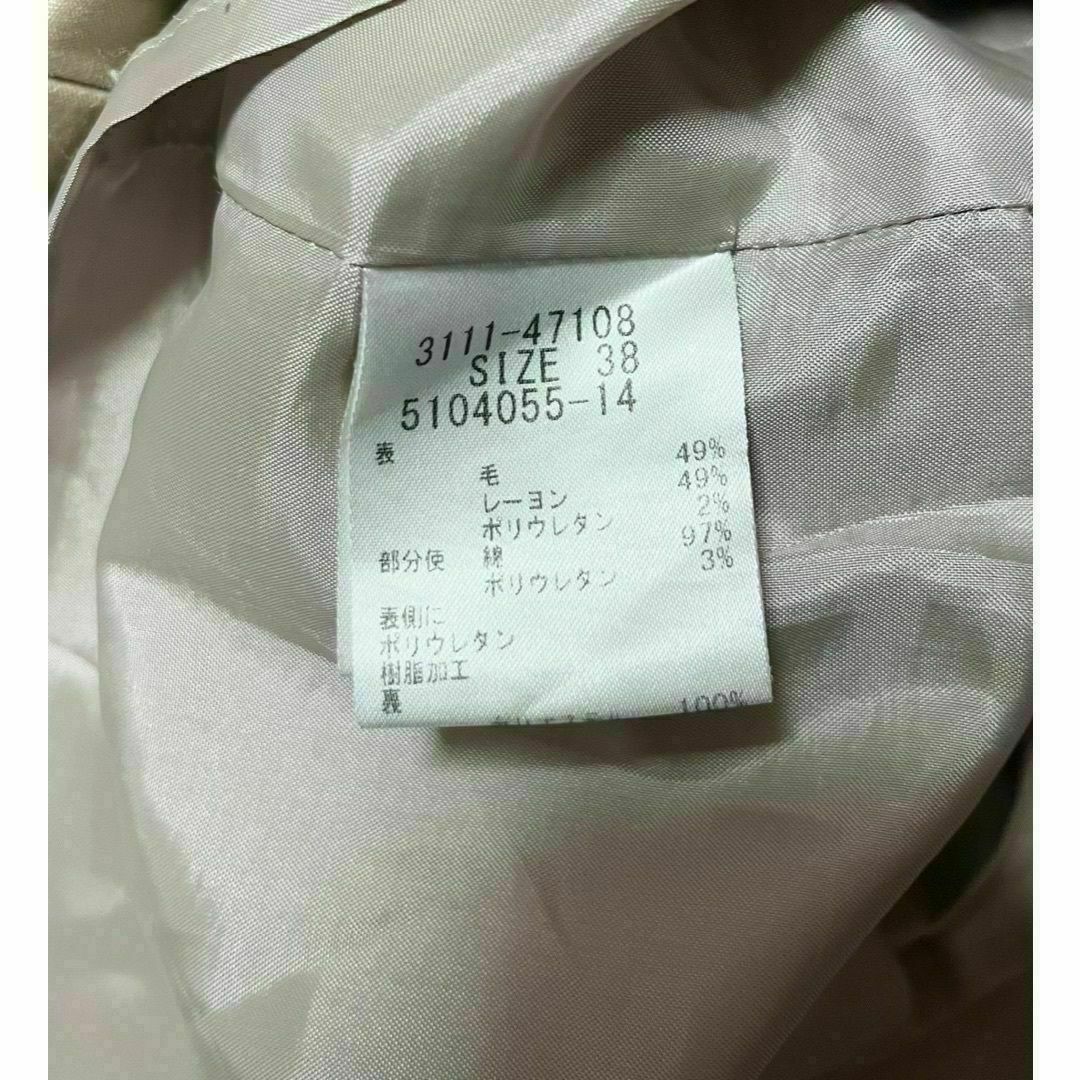 3111-47108
SIZE 38
5104055-14
表 毛 49%
レーヨン 49%
ポリウレタン 2%
部分使 綿 97%
ポリウレタン 3%
表側に
ポリウレタン
樹脂加工
裏 100%